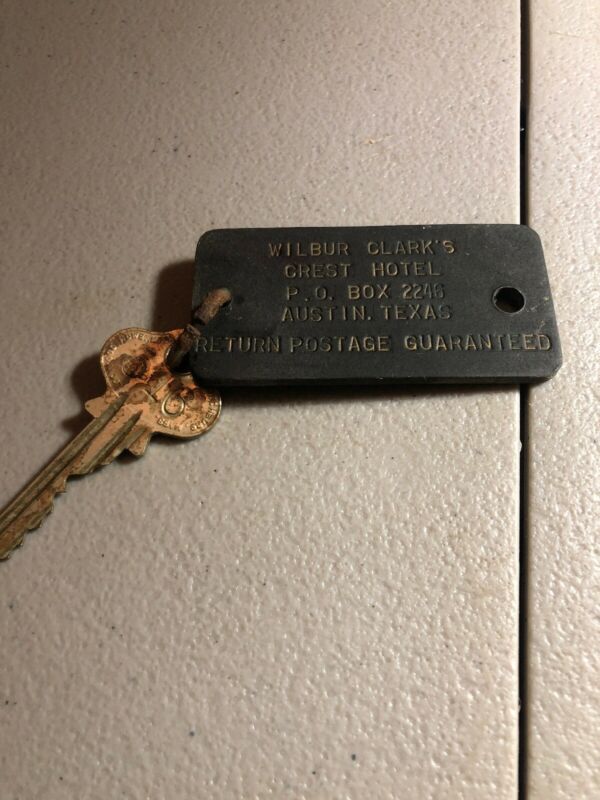 WILBUR CLARK'S
CREST HOTEL
P.O. BOX 2246
AUSTIN, TEXAS
RETURN POSTAGE GUARANTEED